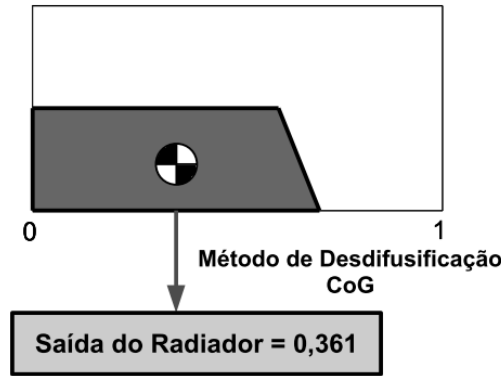 0 1
Método de Desdifusificação
CoG
Saída do Radiador = 0,361